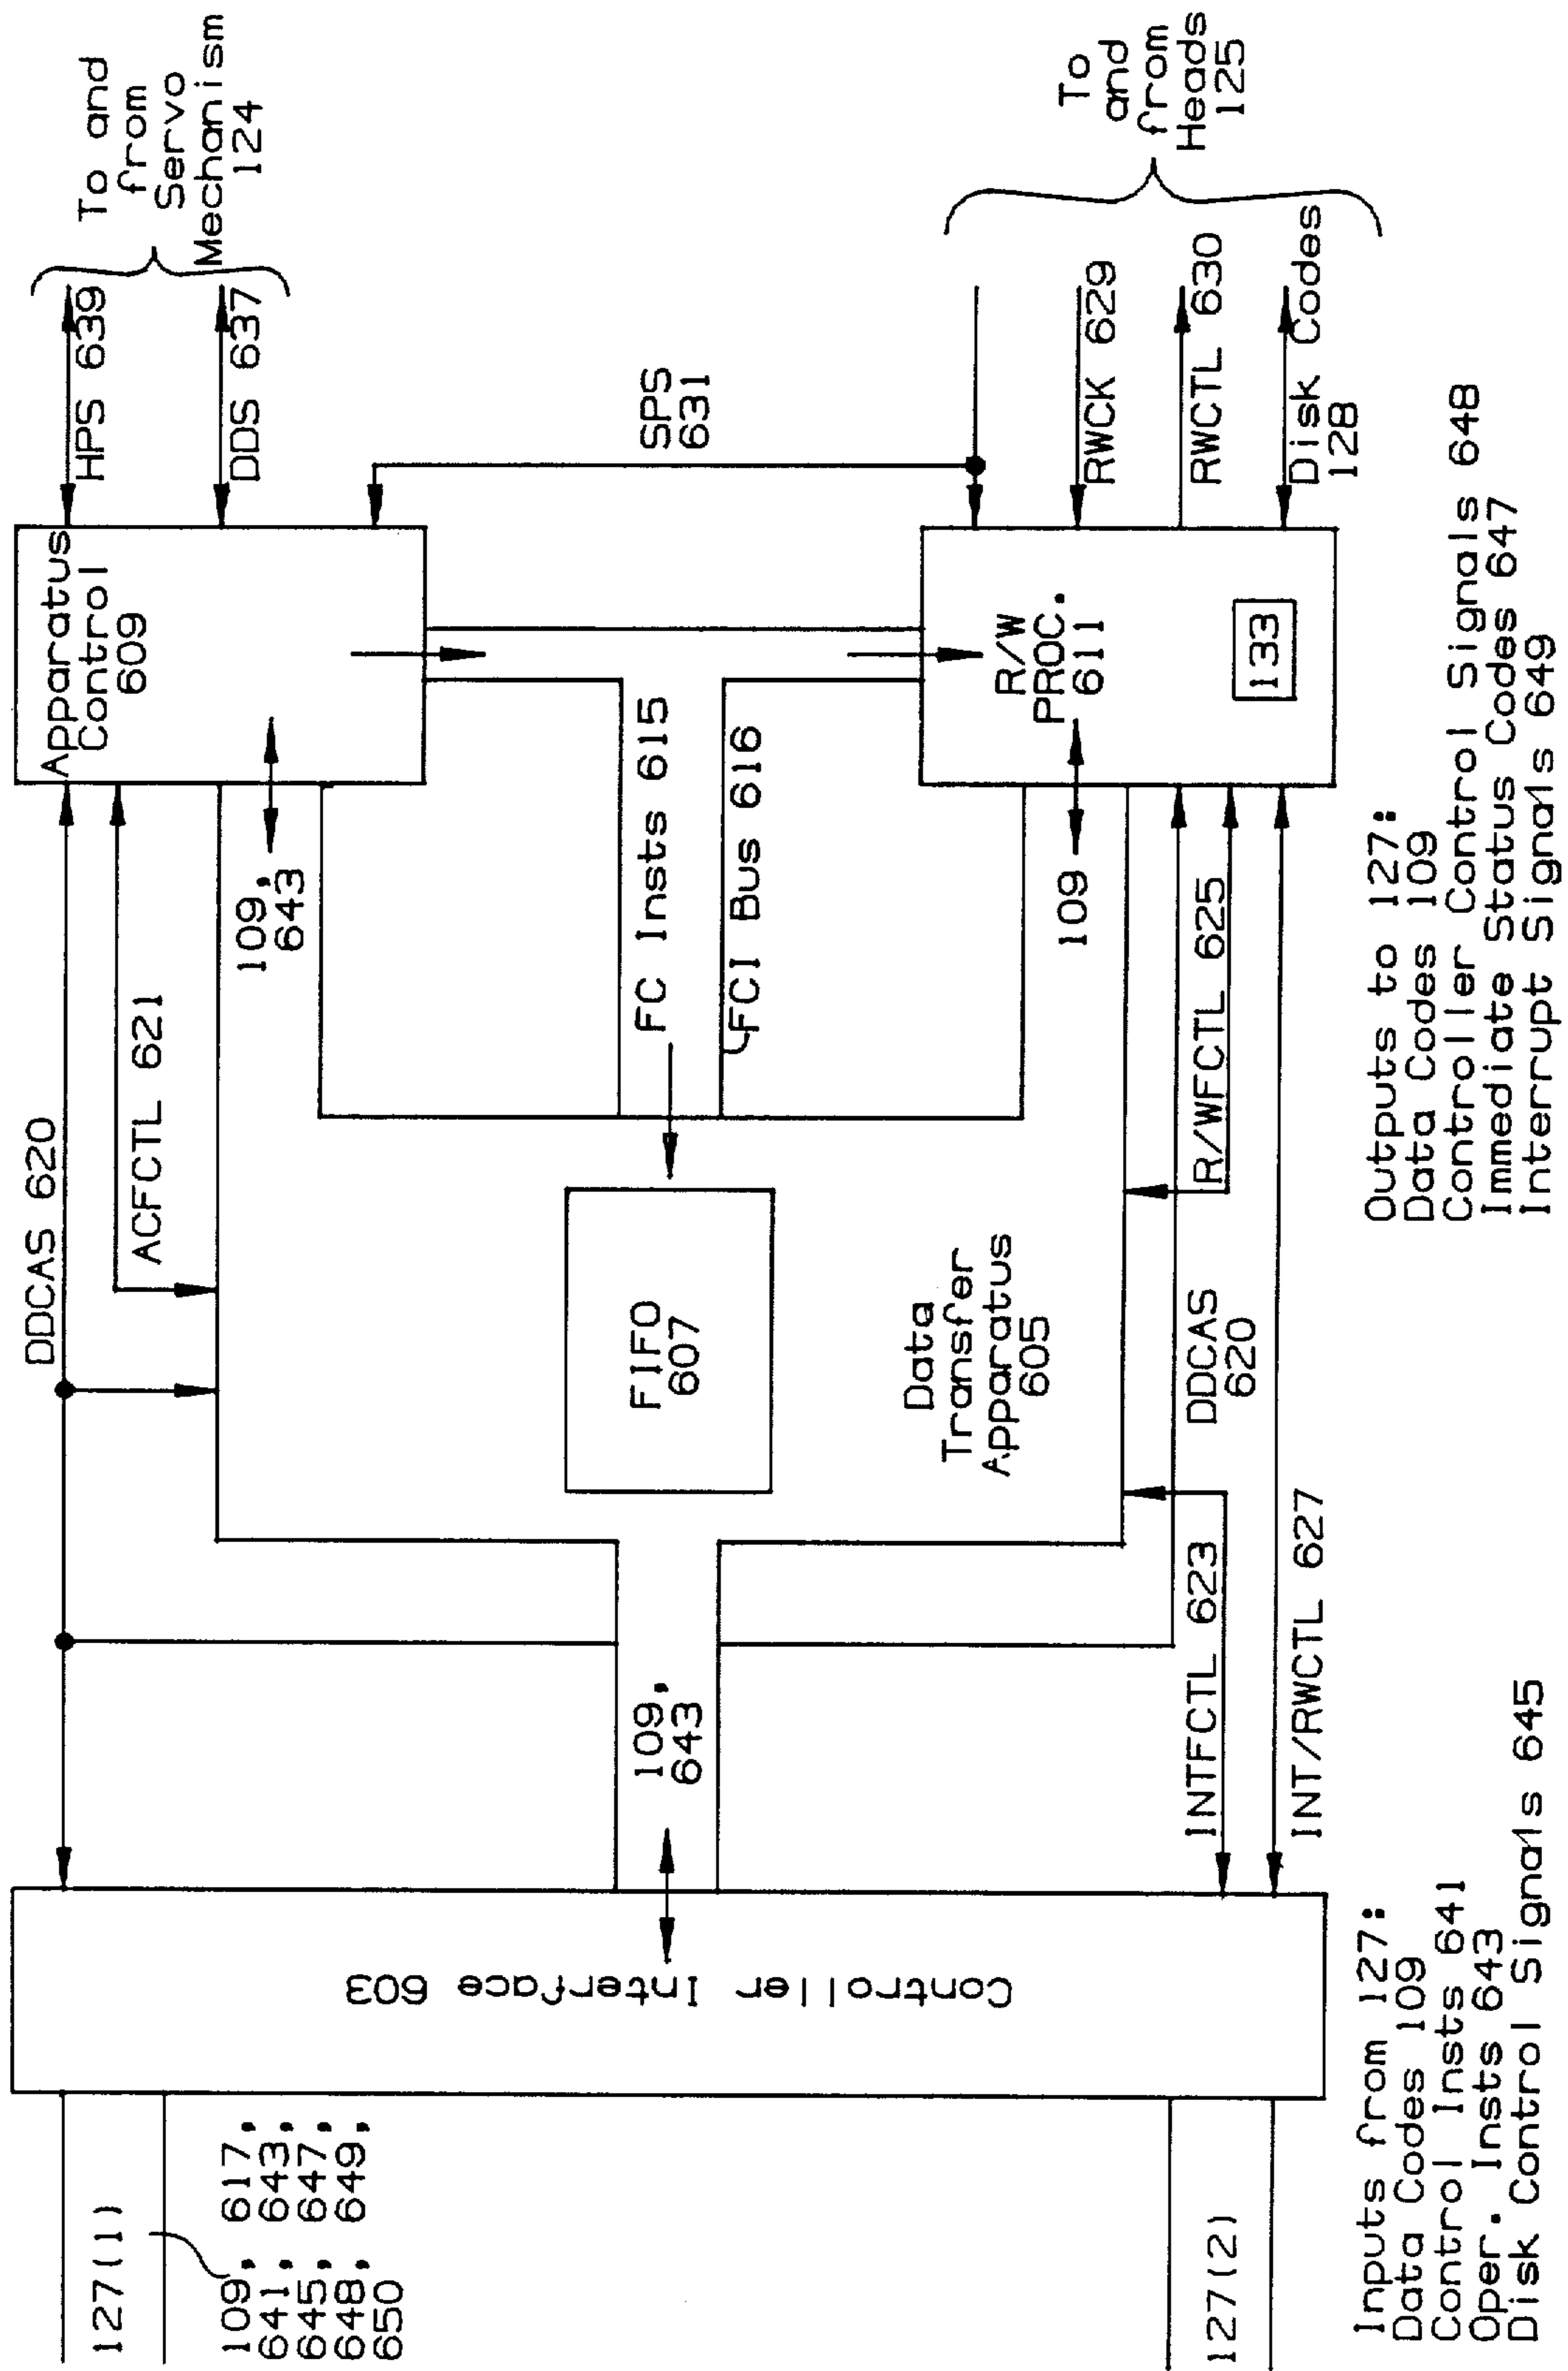 127(1)
109, 617,
641, 643,
645, 647,
648, 649,
650
127(2)
Controller Interface 603
DDCAS 620
ACFCTL 621
109,
643
FIFO
607
Data
Transfer
Apparatus
605
INTFCTL 623
INT/RWCTL 627
DDCAS
620
R/WFCTL 625
109,
643
FC Insts 615
FCI Bus 616
109
Apparatus
Control
609
R/W
PROC.
611
133
HPS 639
DDS 637
SPS
631
RWCK 629
RWCTL 630
Disk Codes
128
To and
from
Servo
Mechanism
124
To
and
from
Heads
125
Inputs from 127:
Data Codes 109
Control Insts 641
Oper. Insts 643
Disk Control Signals 645
Outputs to 127:
Data Codes 109
Controller Control Signals 648
Immediate Status Codes 647
Interrupt Signals 649